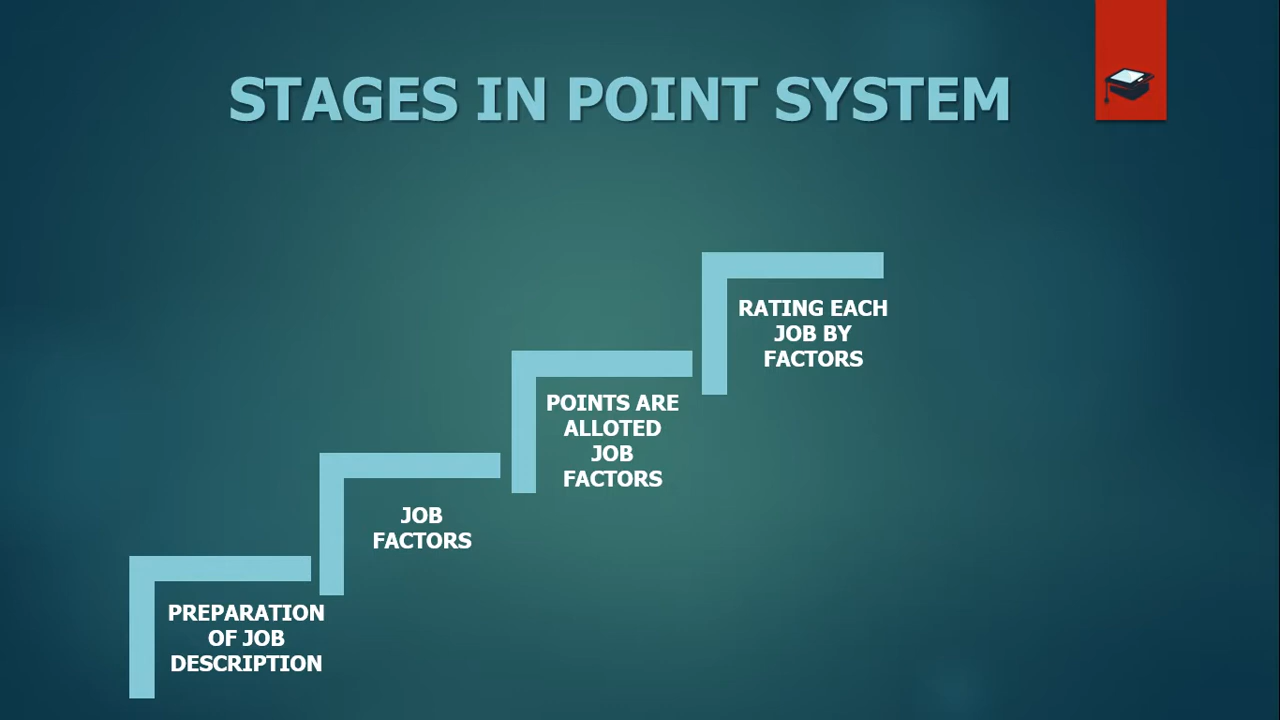 STAGES IN POINT SYSTEM
RATING EACH
JOB BY
FACTORS
POINTS ARE
ALLOTED
JOB
FACTORS
JOB
FACTORS
PREPARATION
OF JOB
DESCRIPTION